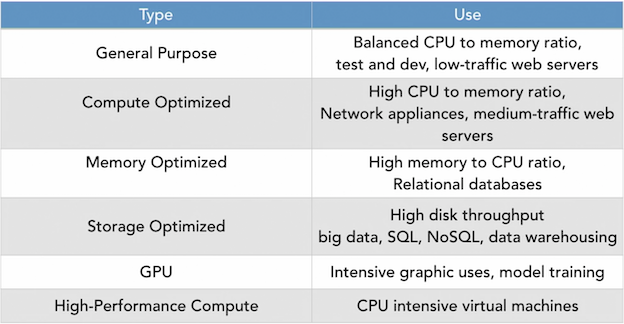 Type
Use
General Purpose
Balanced CPU to memory ratio,
test and dev, low-traffic web servers
Compute Optimized
High CPU to memory ratio,
Network appliances, medium-traffic web
servers
Memory Optimized
High memory to CPU ratio,
Relational databases
Storage Optimized
High disk throughput
big data, SQL, NoSQL, data warehousing
GPU
Intensive graphic uses, model training
High-Performance Compute
CPU intensive virtual machines